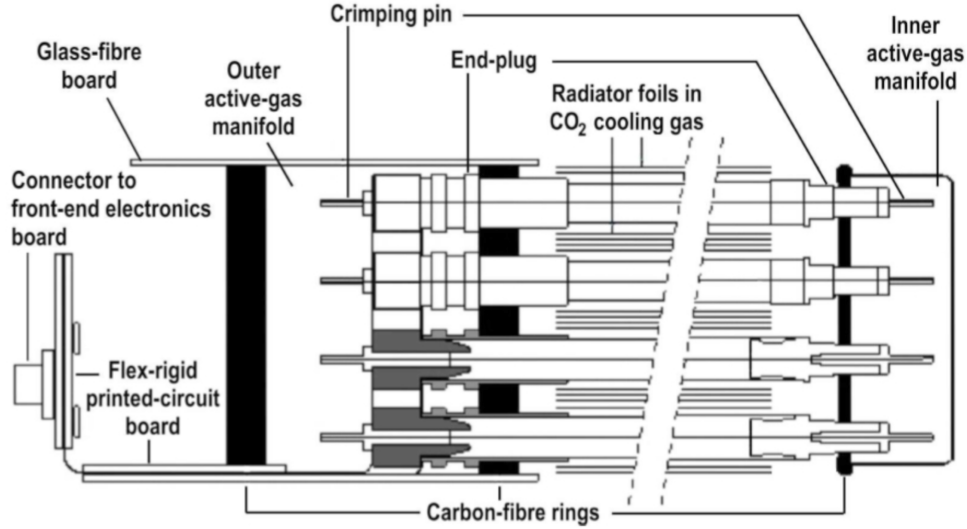 Crimping pin
Inner
active-gas
manifold
Glass-fibre
board
Outer
active-gas
manifold
End-plug
Radiator foils in
CO₂ cooling gas
Connector to
front-end electronics
board
Flex-rigid
printed-circuit
board
Carbon-fibre rings